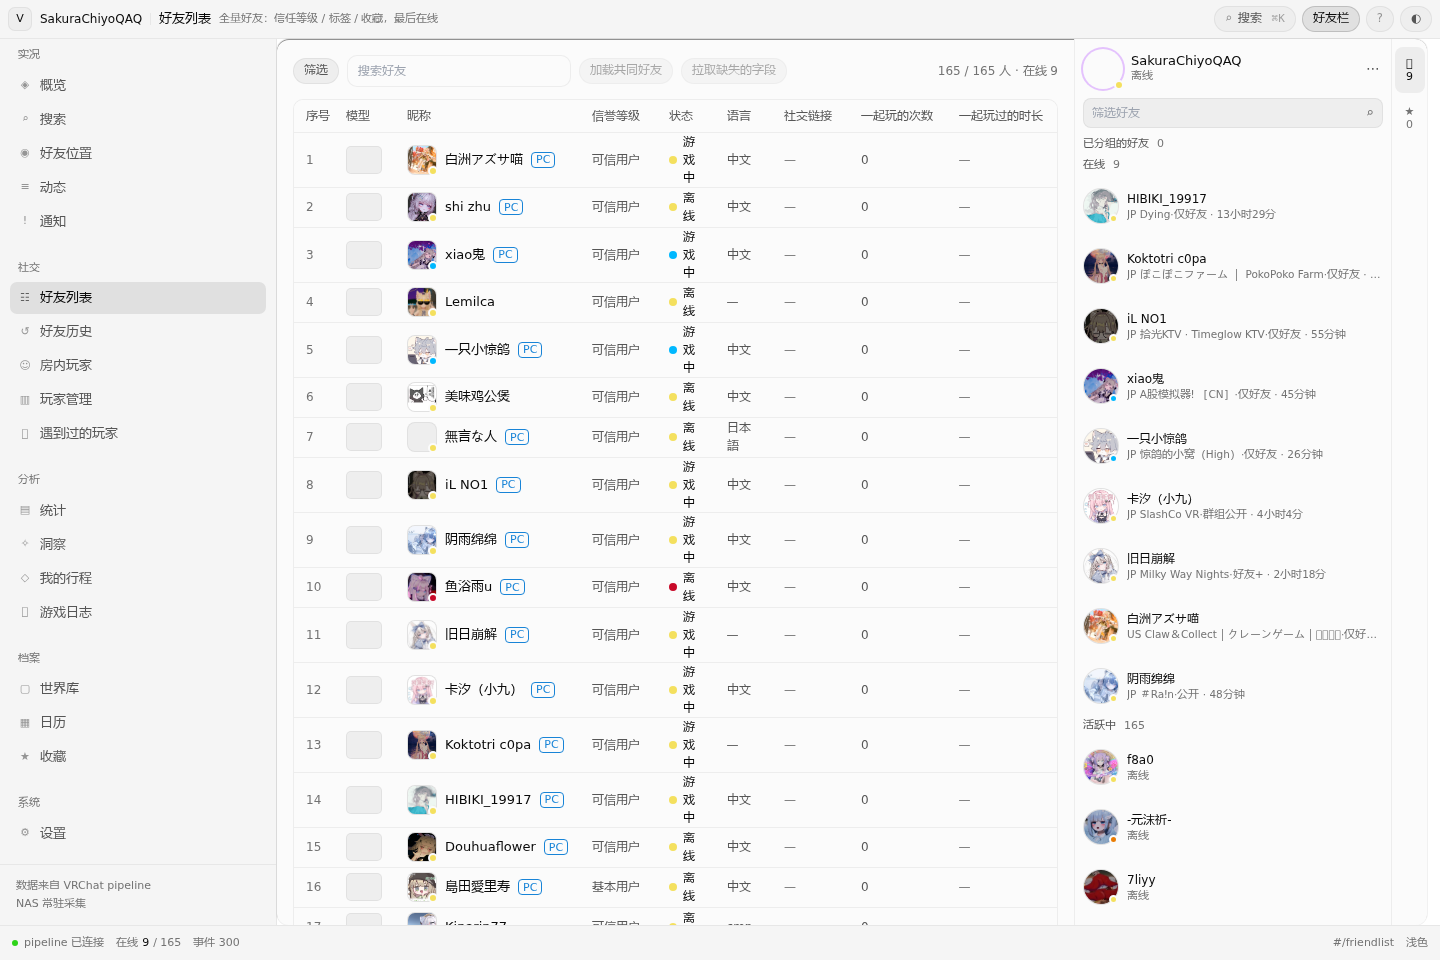 V SakuraChiyoQAQ 好友列表 全量好友：信任等级 / 标签 / 收藏，最后在线
搜索 ⌘K 好友栏 ?
实况
概览
搜索
好友位置
动态
通知
社交
好友列表
好友历史
房内玩家
玩家管理
遇到过的玩家
分析
统计
洞察
我的行程
游戏日志
档案
世界库
日历
收藏
系统
设置
数据来自 VRChat pipeline
NAS 常驻采集
筛选 搜索好友 加载共同好友 拉取缺失的字段 165 / 165 人 · 在线 9
序号 模型 昵称 信誉等级 状态 语言 社交链接 一起玩的次数 一起玩过的时长
1 白洲アズサ喵 PC 可信用户 游戏中 中文 — 0 —
2 shi zhu PC 可信用户 离线 中文 — 0 —
3 xiao鬼 PC 可信用户 游戏中 中文 — 0 —
4 Lemilca 可信用户 离线 — — 0 —
5 一只小惊鸽 PC 可信用户 游戏中 中文 — 0 —
6 美味鸡公煲 可信用户 离线 中文 — 0 —
7 無言な人 PC 可信用户 离线 日本語 — 0 —
8 iL NO1 PC 可信用户 游戏中 中文 — 0 —
9 阴雨绵绵 PC 可信用户 游戏中 中文 — 0 —
10 鱼浴雨u PC 可信用户 离线 中文 — 0 —
11 旧日崩解 PC 可信用户 游戏中 — — 0 —
12 卡汐（小九） PC 可信用户 游戏中 中文 — 0 —
13 Koktotri c0pa PC 可信用户 游戏中 — — 0 —
14 HIBIKI_19917 PC 可信用户 游戏中 中文 — 0 —
15 Douhuaflower PC 可信用户 离线 中文 — 0 —
16 島田愛里寿 PC 基本用户 离线 中文 — 0 —
SakuraChiyoQAQ
离线
筛选好友
已分组的好友 0
在线 9
HIBIKI_19917
JP Dying·仅好友 · 13小时29分
Koktotri c0pa
JP ぽこぽこファーム ｜ PokoPoko Farm·仅好友 · …
iL NO1
JP 拾光KTV · Timeglow KTV·仅好友 · 55分钟
xiao鬼
JP A股模拟器！［CN］·仅好友 · 45分钟
一只小惊鸽
JP 惊鸽的小窝（High）·仅好友 · 26分钟
卡汐（小九）
JP SlashCo VR·群组公开 · 4小时4分
旧日崩解
JP Milky Way Nights·好友+ · 2小时18分
白洲アズサ喵
US Claw＆Collect｜クレーンゲーム｜·仅好…
阴雨绵绵
JP ＃Ra!n·公开 · 48分钟
活跃中 165
f8a0
离线
-元沫祈-
离线
7liyy
离线
9
★
0
pipeline 已连接 在线 9 / 165 事件 300
#/friendlist 浅色